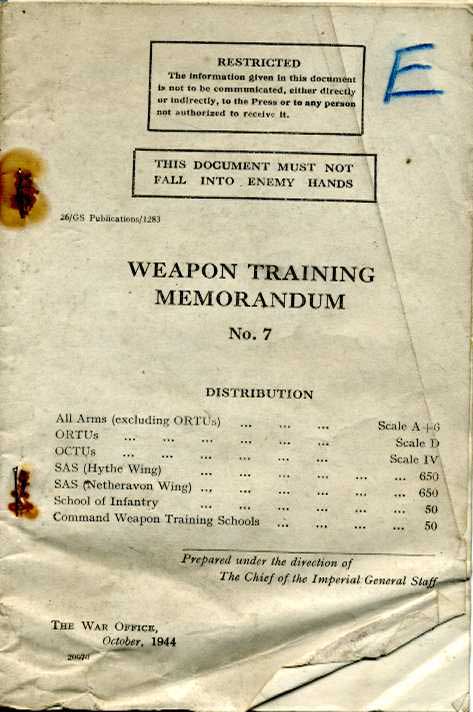 E
RESTRICTED
The information given in this document
is not to be communicated, either directly
or indirectly, to the Press or to any person
not authorized to receive it.
THIS DOCUMENT MUST NOT
FALL INTO ENEMY HANDS
26/GS Publications/1283
WEAPON TRAINING
MEMORANDUM
No. 7
DISTRIBUTION
All Arms (excluding ORTUs) ... ... ... Scale A+6
ORTUs ... ... ... ... ... Scale D
OCTUs ... ... ... ... ... Scale IV
SAS (Hythe Wing) ... ... ... ... ... 650
SAS (Netheravon Wing) ... ... ... ... ... 650
School of Infantry ... ... ... ... ... 50
Command Weapon Training Schools ... ... ... ... 50
Prepared under the direction of
The Chief of the Imperial General Staff
THE WAR OFFICE,
October, 1944